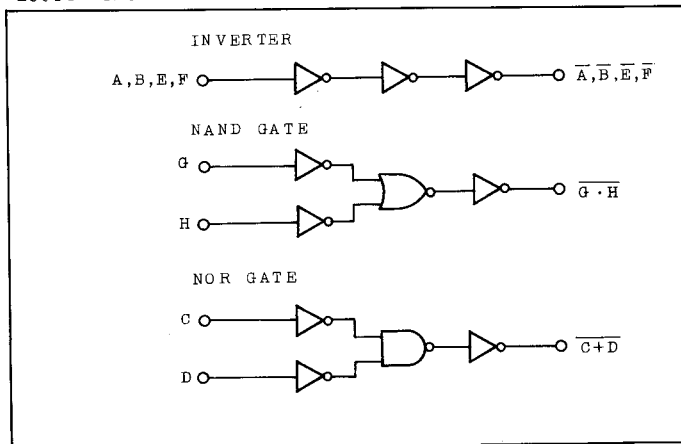 INVERTER
A,B,E,F A̅,B̅,E̅,F̅
NAND GATE
G
G̅ ̅·̅ ̅H̅
H
NOR GATE
C
C̅+̅D̅
D